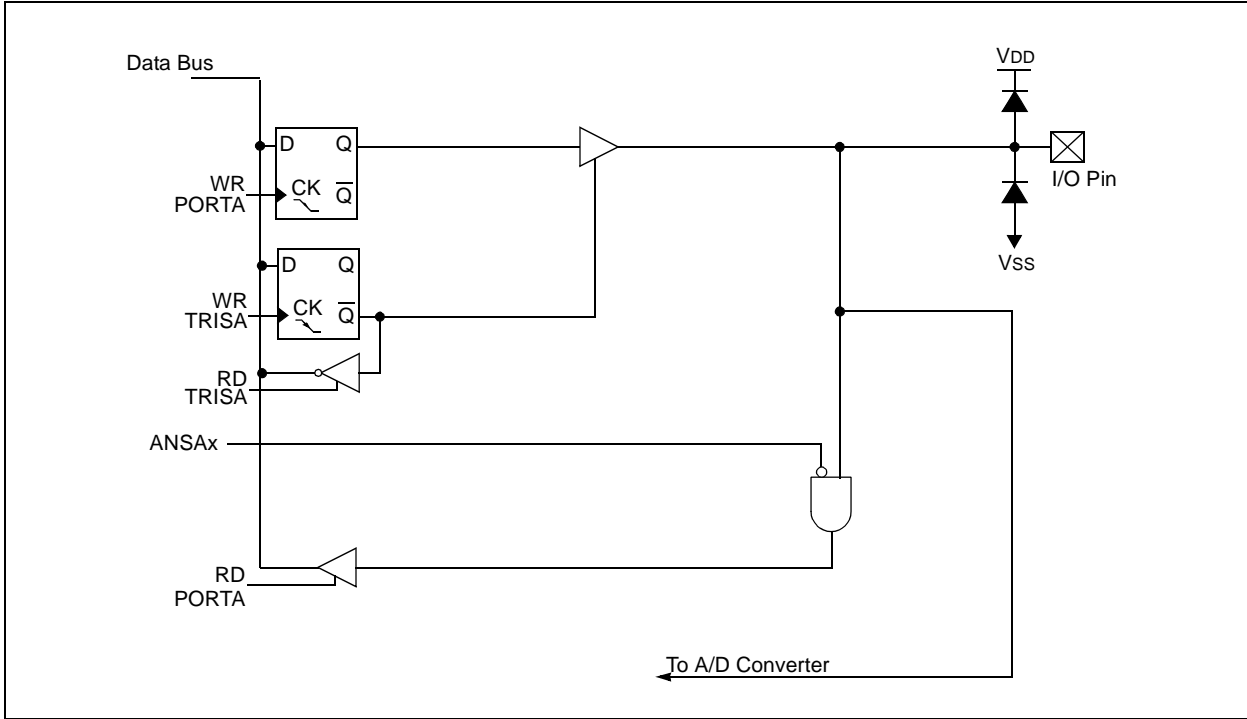 Data Bus
VDD
D Q
WR
PORTA
CK Q̅
I/O Pin
D Q
VSS
WR
TRISA
CK Q̅
RD
TRISA
ANSAx
RD
PORTA
To A/D Converter